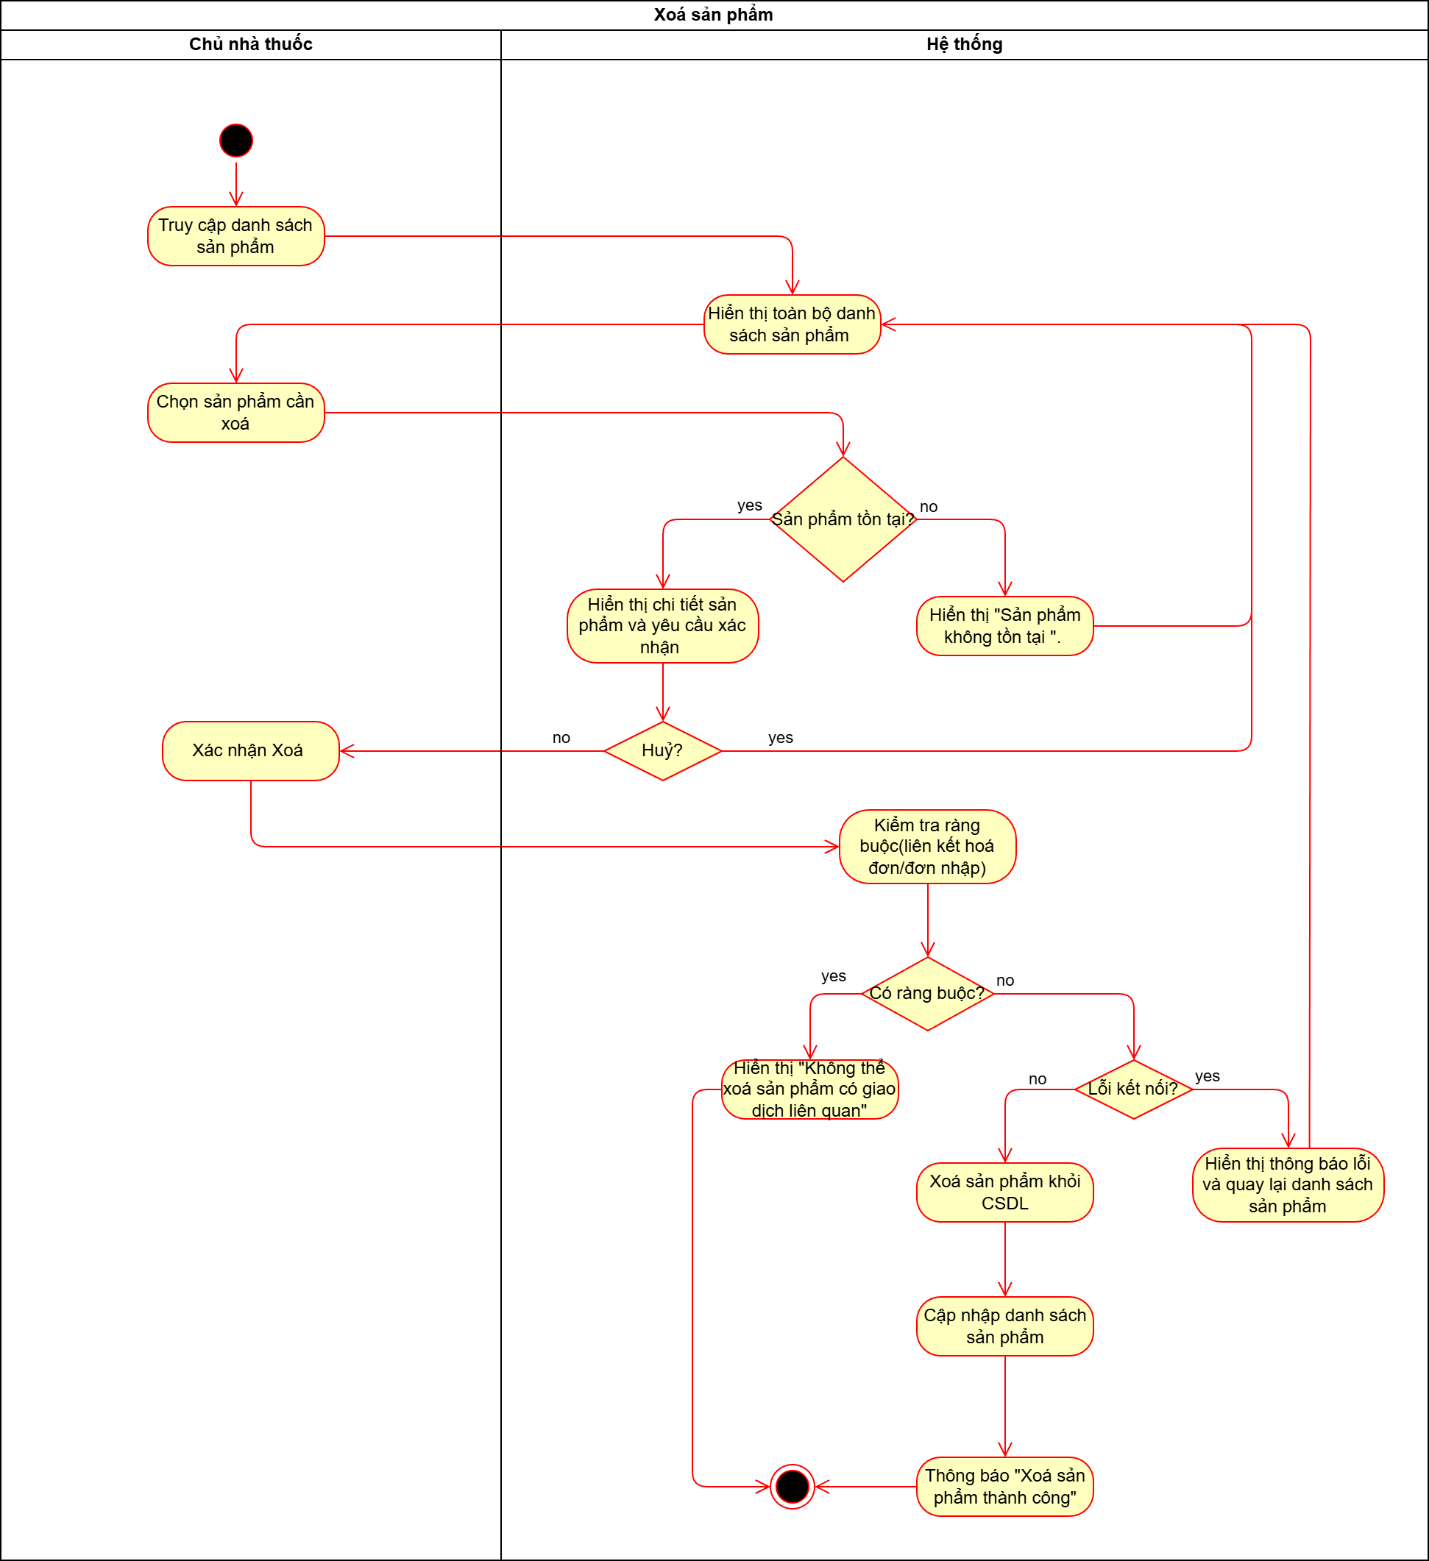 Xoá sản phẩm
Chủ nhà thuốc
Hệ thống
Truy cập danh sách
sản phẩm
Hiển thị toàn bộ danh
sách sản phẩm
Chọn sản phẩm cần
xoá
yes
Sản phẩm tồn tại?
no
Hiển thị chi tiết sản
phẩm và yêu cầu xác
nhận
Hiển thị "Sản phẩm
không tồn tại ".
Xác nhận Xoá
no
Huỷ?
yes
Kiểm tra ràng
buộc(liên kết hoá
đơn/đơn nhập)
yes
Có ràng buộc?
no
Hiển thị "Không thể
xoá sản phẩm có giao
dịch liên quan"
no
Lỗi kết nối?
yes
Xoá sản phẩm khỏi
CSDL
Hiển thị thông báo lỗi
và quay lại danh sách
sản phẩm
Cập nhập danh sách
sản phẩm
Thông báo "Xoá sản
phẩm thành công"